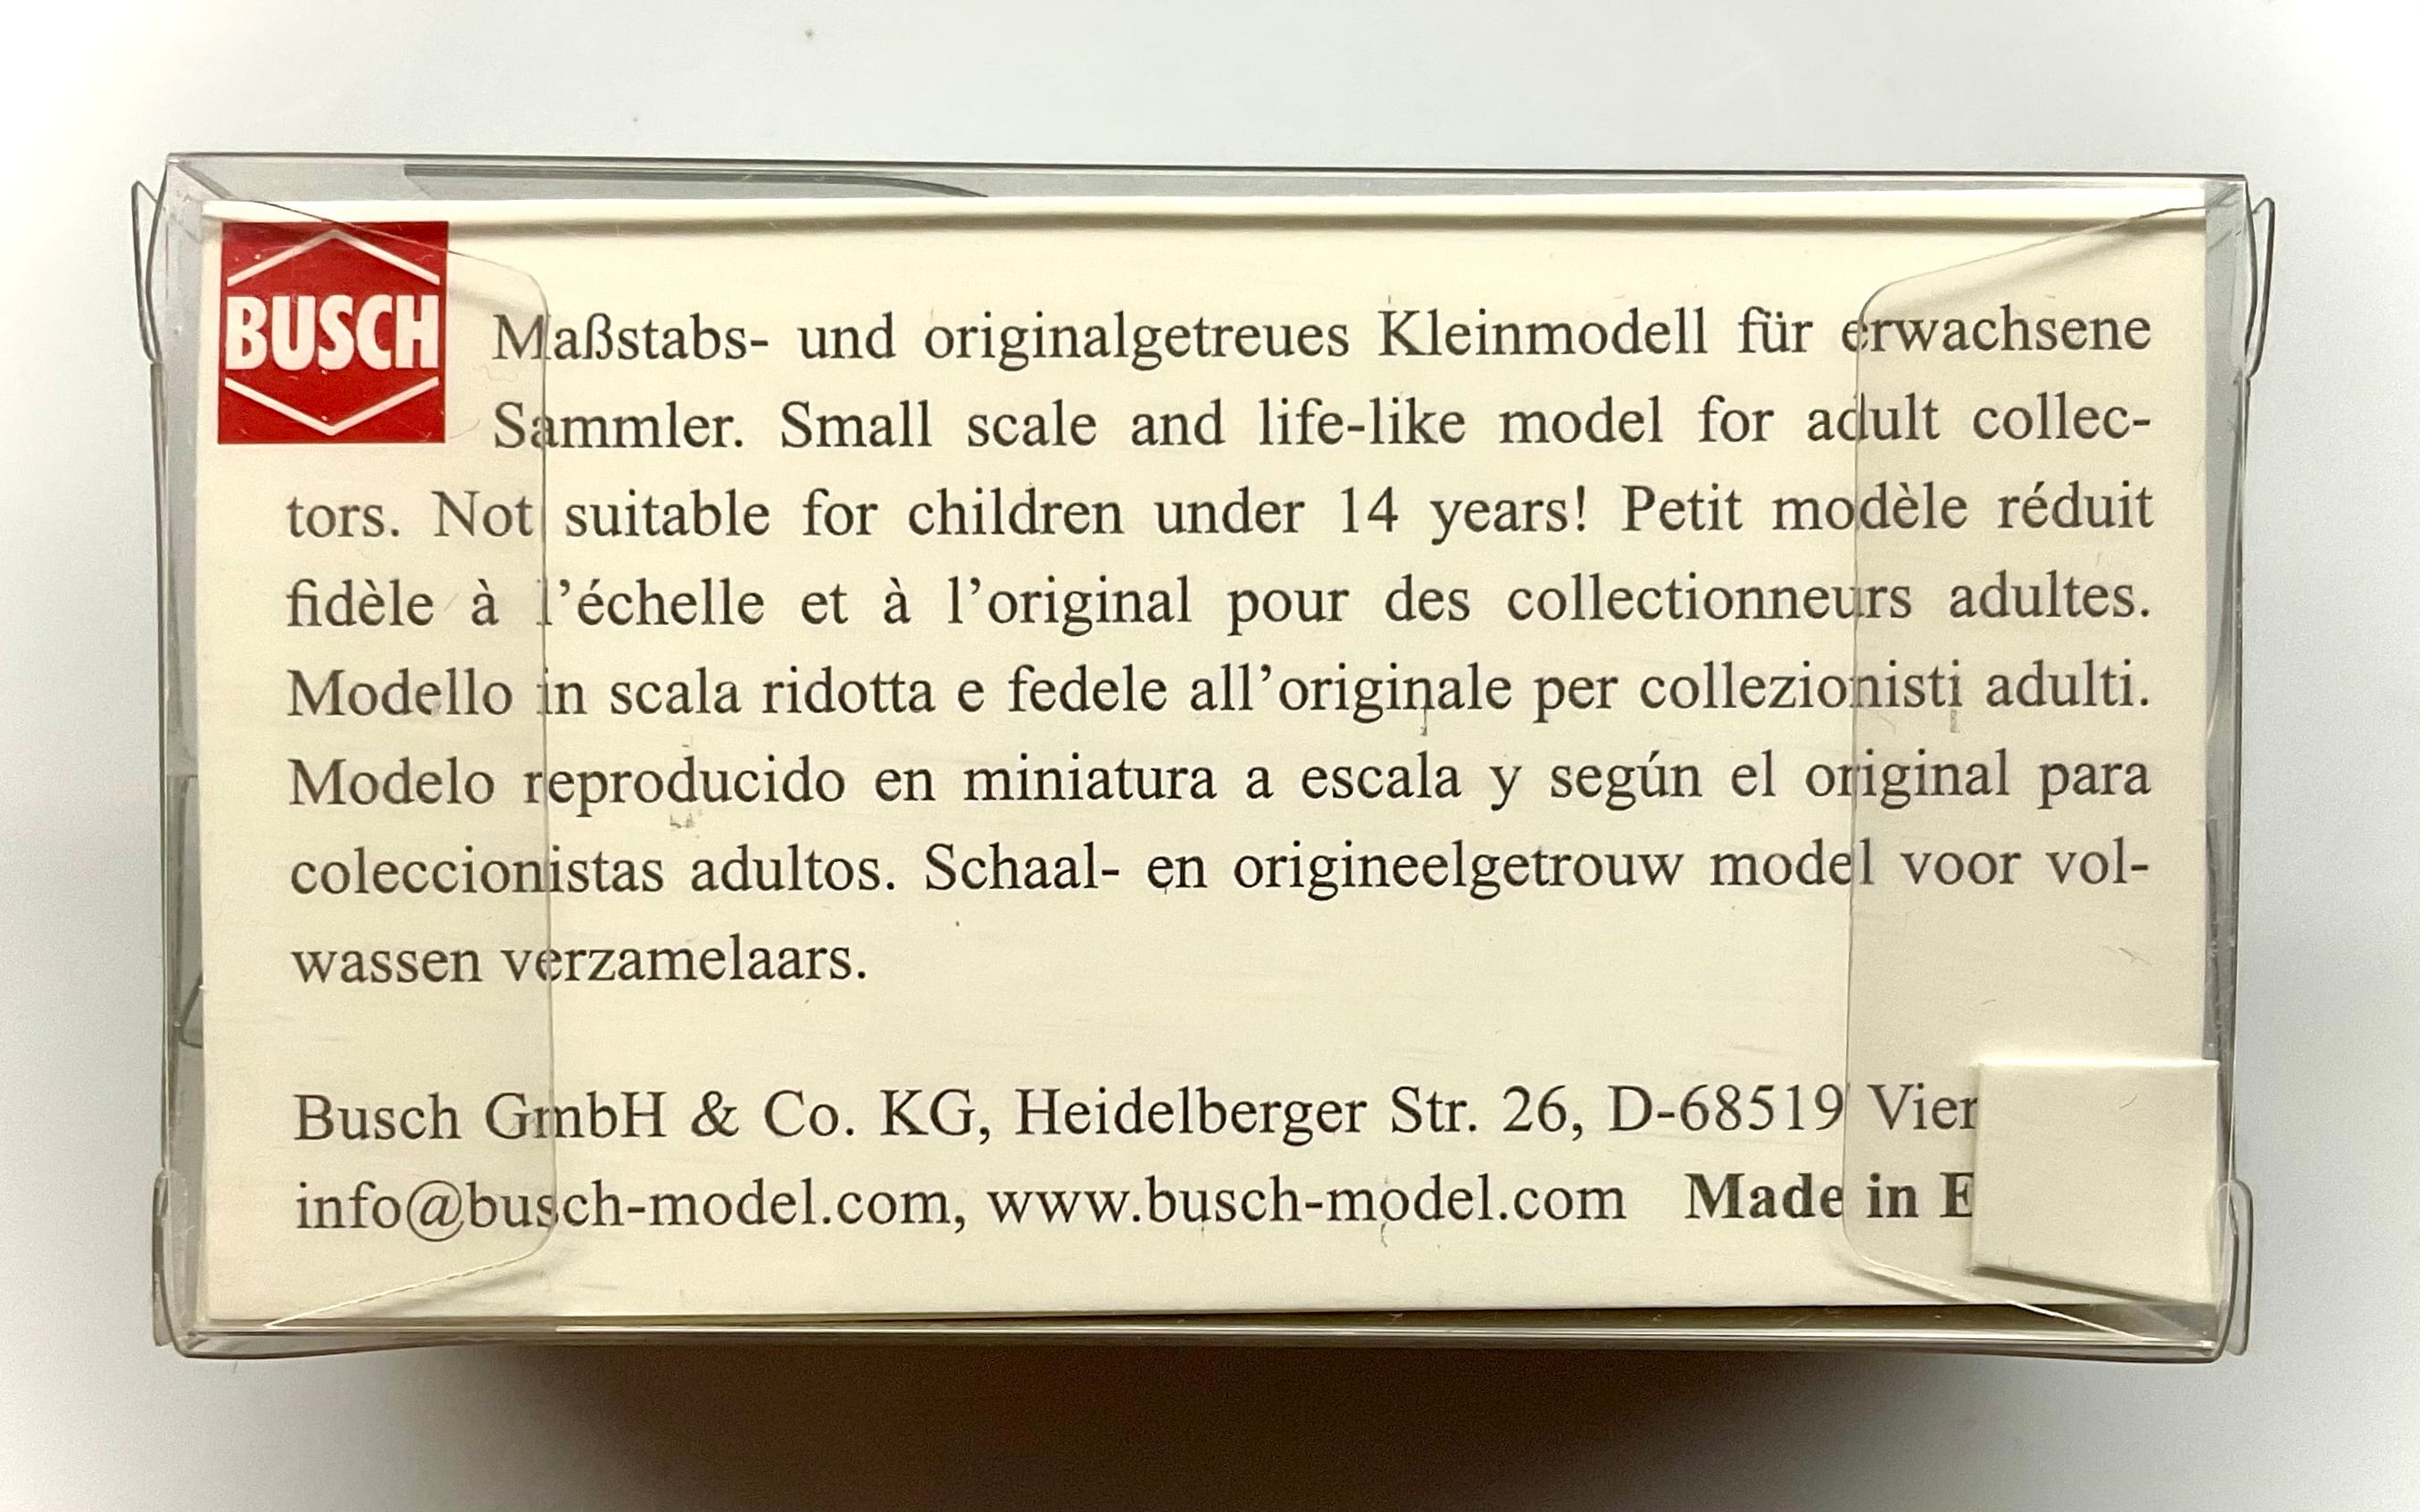 BUSCH
Maßstabs- und originalgetreues Kleinmodell für erwachsene
Sammler. Small scale and life-like model for adult collec-
tors. Not suitable for children under 14 years! Petit modèle réduit
fidèle à l’échelle et à l’original pour des collectionneurs adultes.
Modello in scala ridotta e fedele all’originale per collezionisti adulti.
Modelo reproducido en miniatura a escala y según el original para
coleccionistas adultos. Schaal- en origineelgetrouw model voor vol-
wassen verzamelaars.
Busch GmbH & Co. KG, Heidelberger Str. 26, D-68519
info@busch-model.com, www.busch-model.com Made in